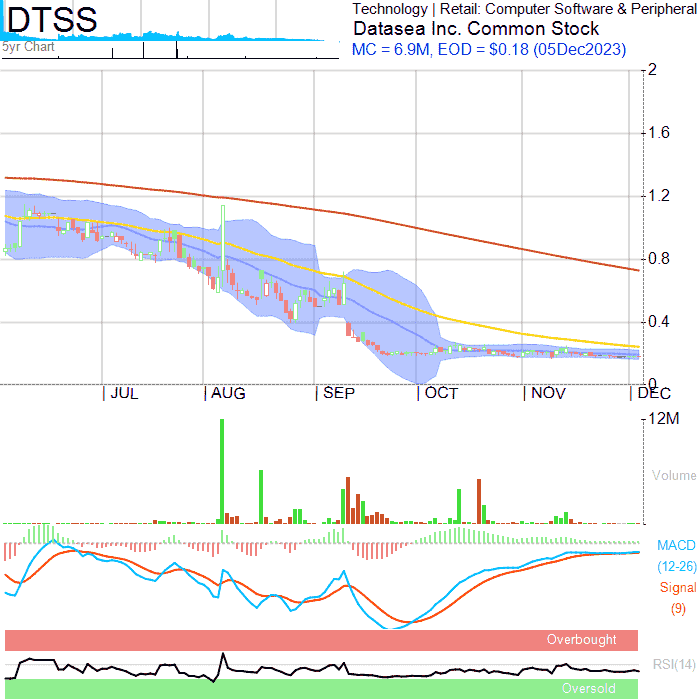 DTSS
Technology | Retail: Computer Software & Peripheral
Datasea Inc. Common Stock
5yr Chart
MC = 6.9M, EOD = $0.18 (05Dec2023)
2
1.6
1.2
0.8
0.4
0
JUL
AUG
SEP
OCT
NOV
DEC
12M
Volume
MACD
(12-26)
Signal
(9)
Overbought
RSI(14)
Oversold